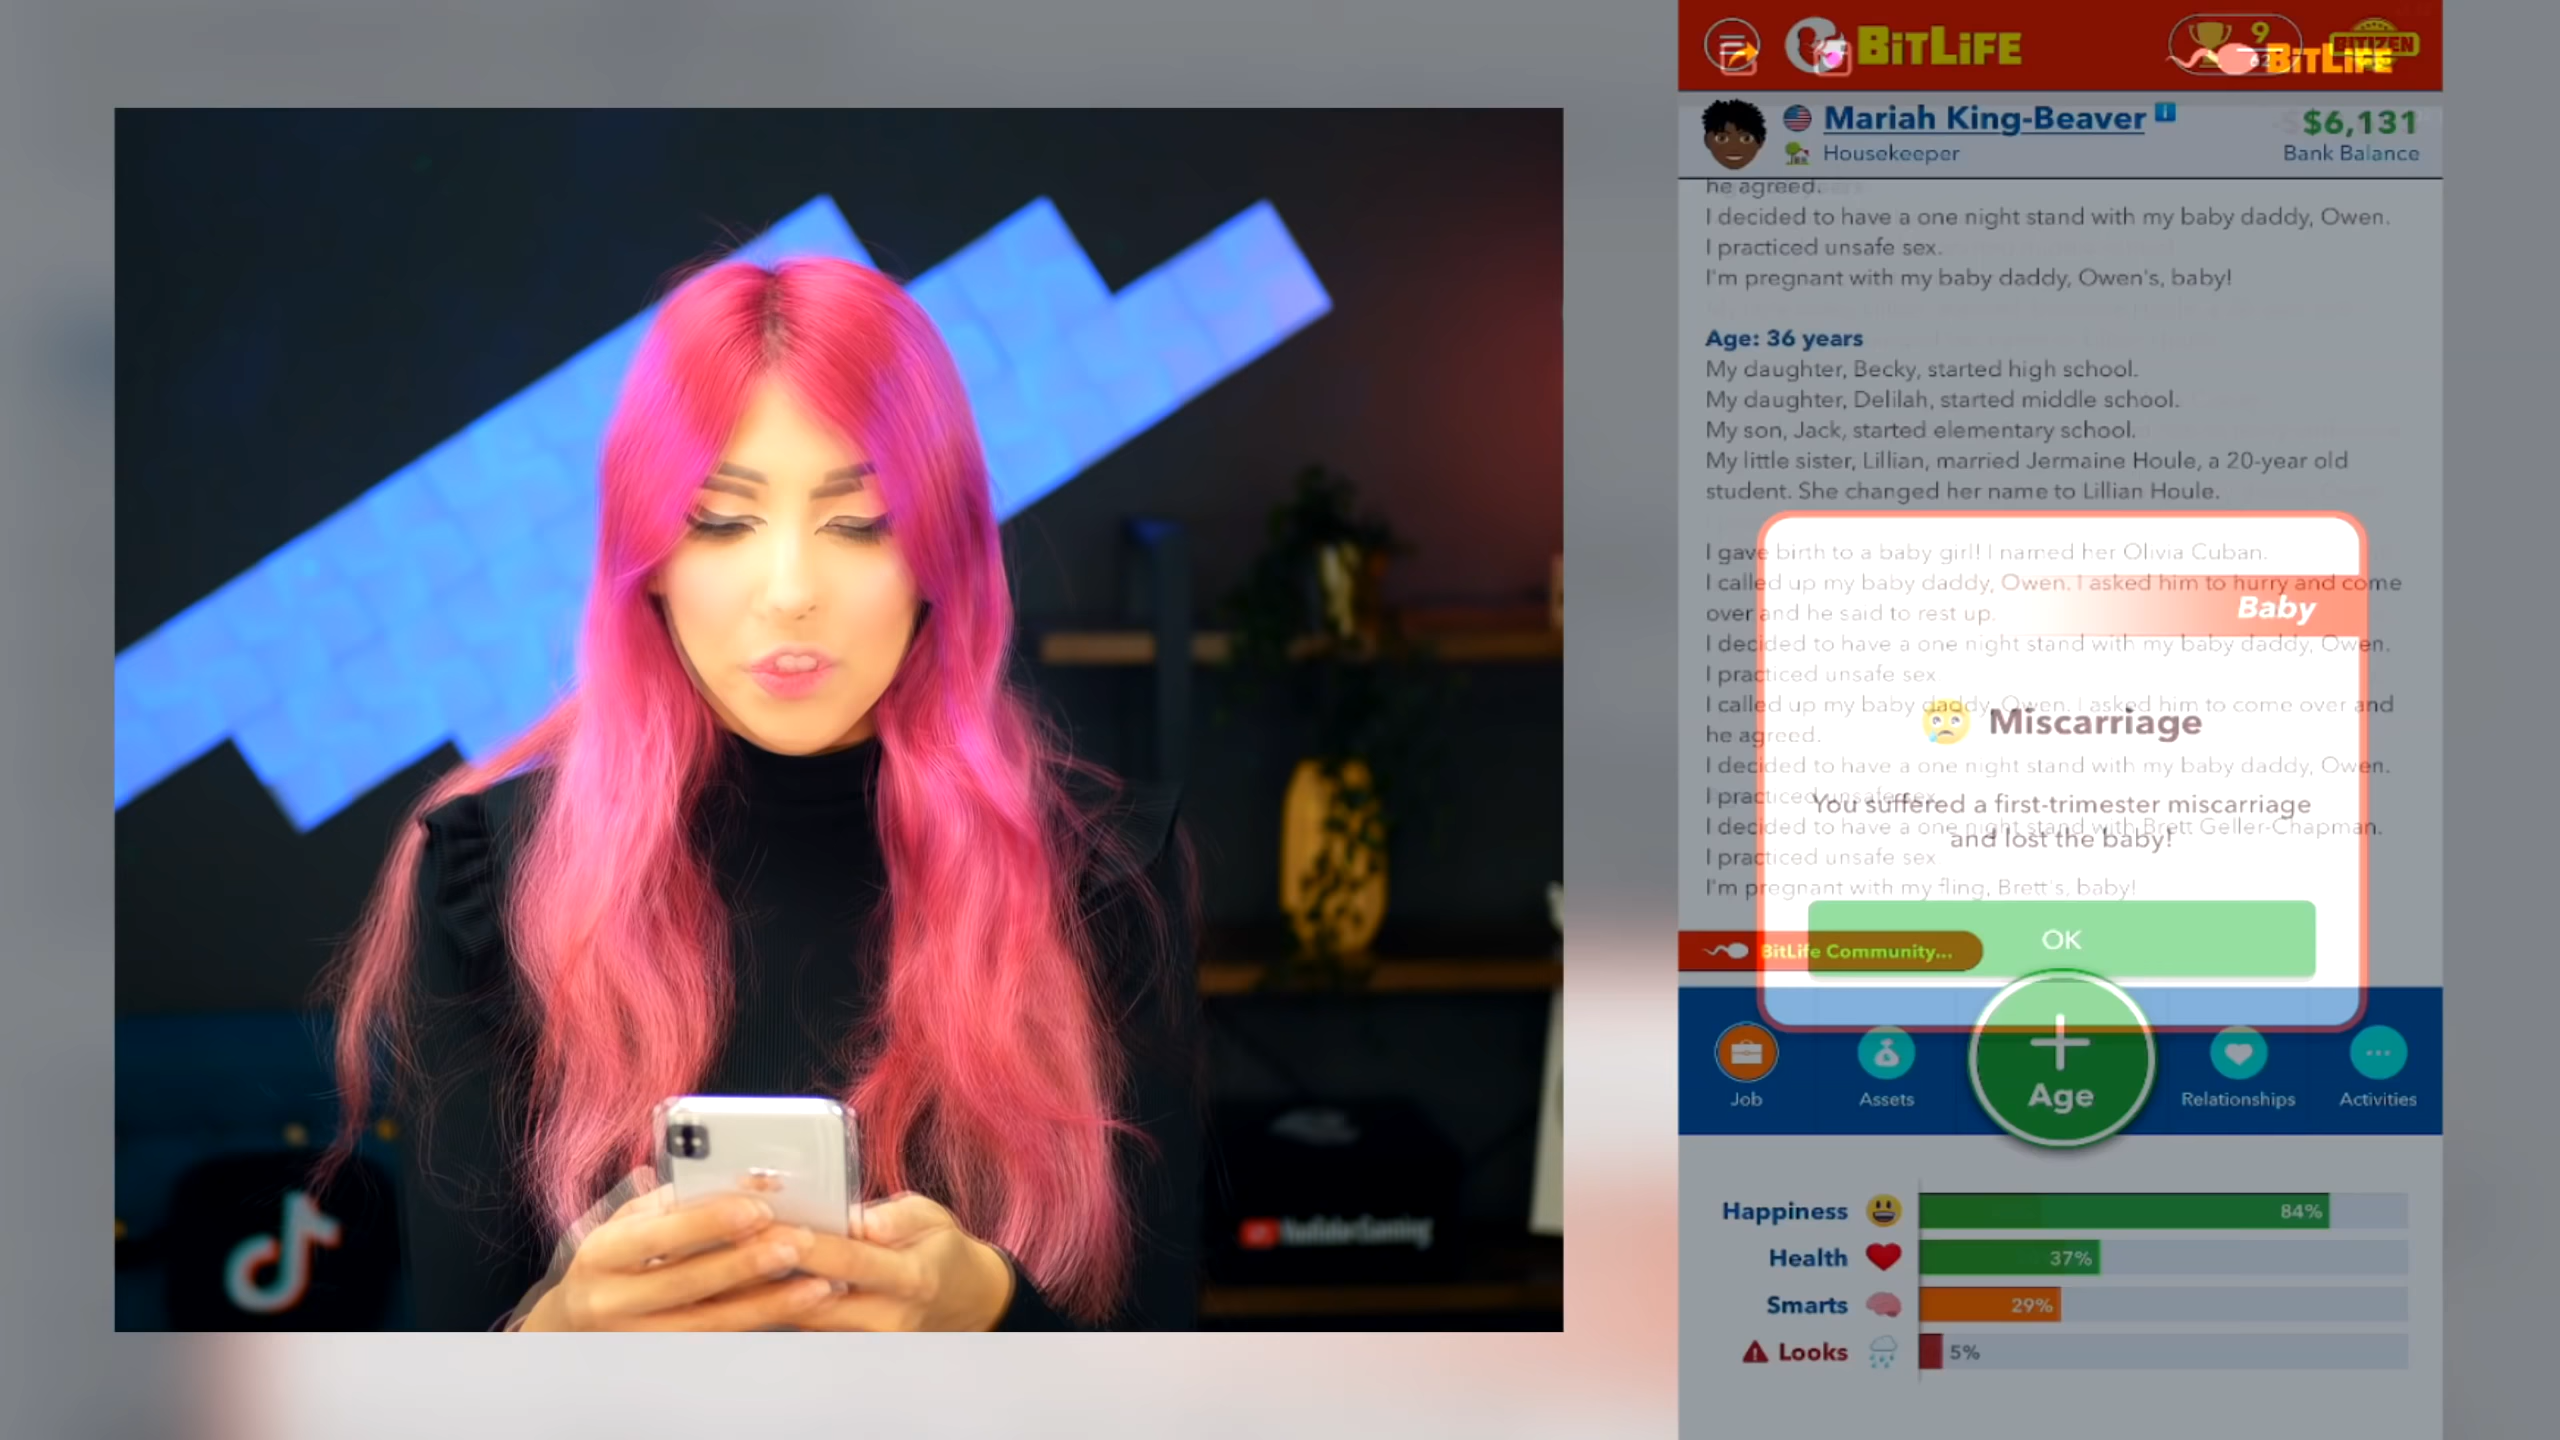 BiTLiFE
9
BiTLiFE
BITIZEN
Mariah King-Beaver
$6,131
Housekeeper
Bank Balance
he agreed.
I decided to have a one night stand with my baby daddy, Owen.
I practiced unsafe sex.
I'm pregnant with my baby daddy, Owen's, baby!
Age: 36 years
My daughter, Becky, started high school.
My daughter, Delilah, started middle school.
My son, Jack, started elementary school.
My little sister, Lillian, married Jermaine Houle, a 20-year old
student. She changed her name to Lillian Houle.
I gave birth to a baby girl! I named her Olivia Cuban.
I called up my baby daddy, Owen. I asked him to hurry and come
over and he said to rest up.
Baby
I decided to have a one night stand with my baby daddy, Owen.
I practiced unsafe sex
I called up my baby daddy, Owen. I asked him to come over and
Miscarriage
he agreed.
I decided to have a one night stand with my baby daddy, Owen.
I practiced unsafe sex
You suffered a first-trimester miscarriage
I decided to have a one night stand with Brett Geller-Chapman.
and lost the baby!
I practiced unsafe sex
I'm pregnant with my fling, Brett's, baby!
OK
BitLife Community...
Job
Assets
Age
Relationships
Activities
Happiness
84%
Health
37%
Smarts
29%
Looks
5%
YouTube Gaming